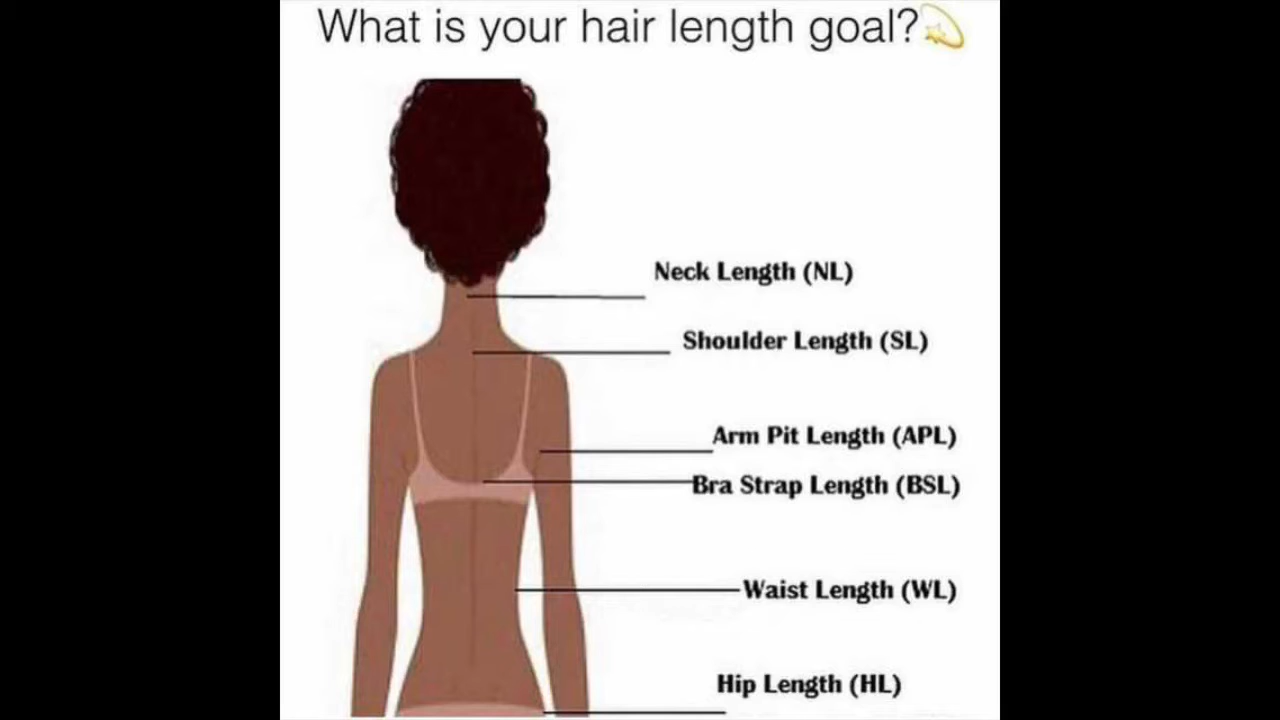 What is your hair length goal?💫
Neck Length (NL)
Shoulder Length (SL)
Arm Pit Length (APL)
Bra Strap Length (BSL)
Waist Length (WL)
Hip Length (HL)